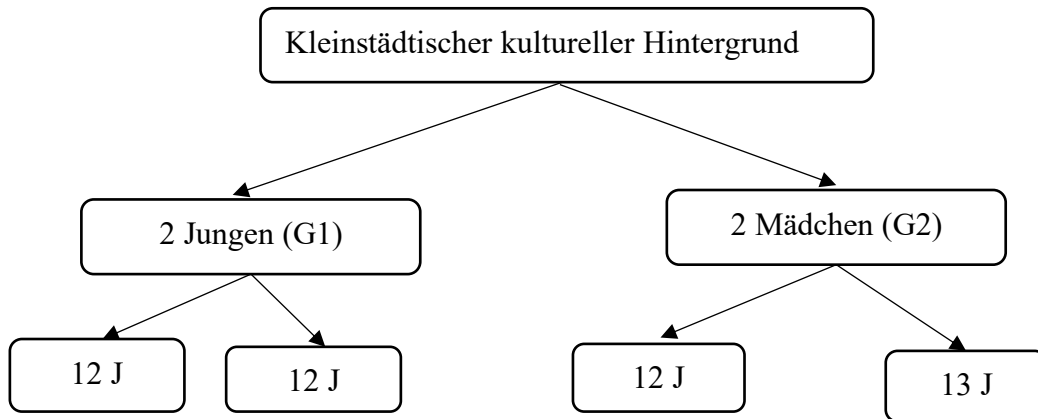 Kleinstädtischer kultureller Hintergrund
2 Jungen (G1)
2 Mädchen (G2)
12 J
12 J
12 J
13 J